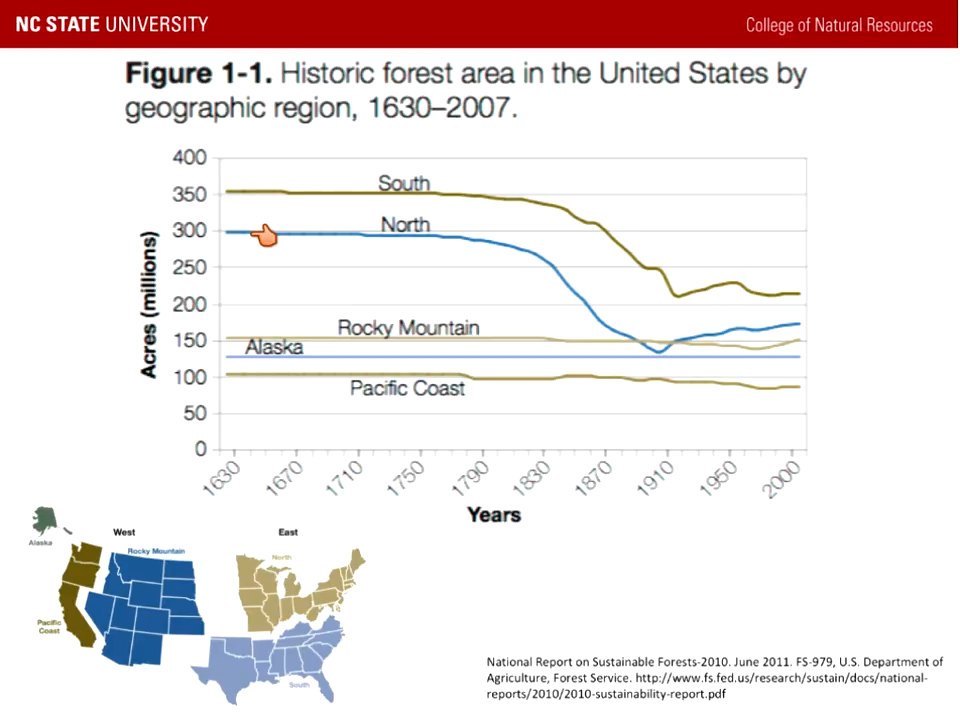 NC STATE UNIVERSITY
College of Natural Resources
Figure 1-1. Historic forest area in the United States by
geographic region, 1630–2007.
400
350
300
250
200
150
100
50
0
Acres (millions)
South
North
Rocky Mountain
Alaska
Pacific Coast
1630
1670
1710
1750
1790
1830
1870
1910
1950
2000
Years
West
East
Alaska
Rocky Mountain
North
Pacific
Coast
South
National Report on Sustainable Forests-2010. June 2011. FS-979, U.S. Department of
Agriculture, Forest Service. http://www.fs.fed.us/research/sustain/docs/national-
reports/2010/2010-sustainability-report.pdf